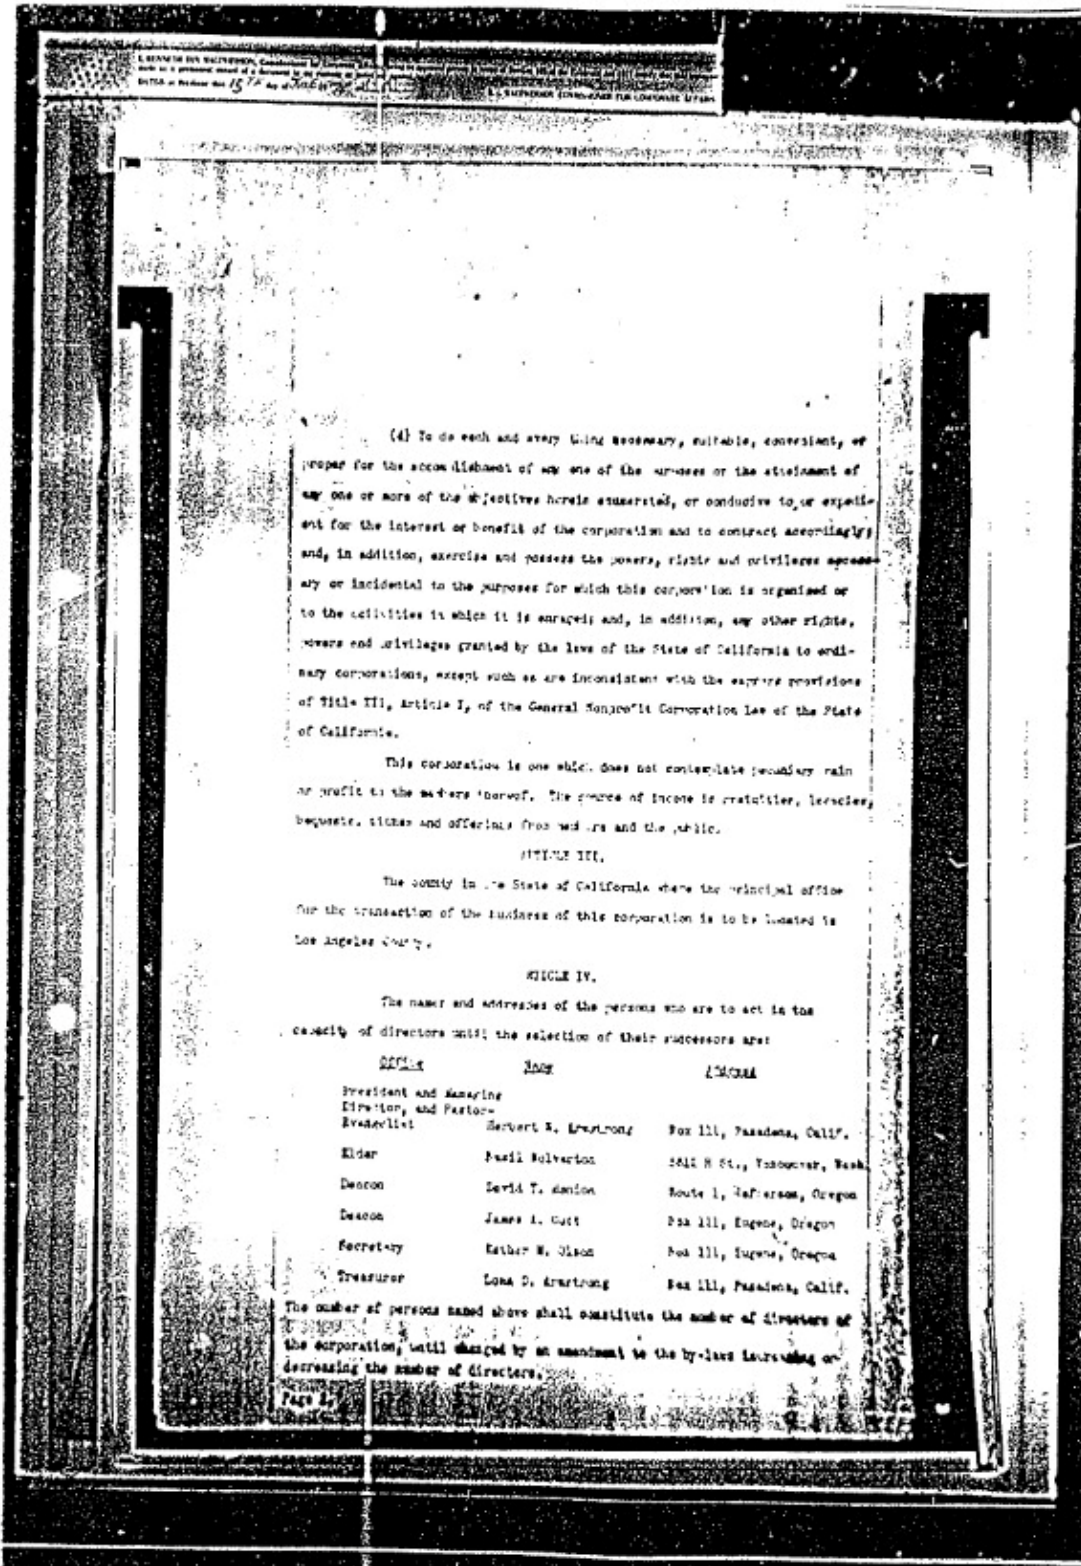 (d) To do each and every thing necessary, suitable, convenient, or
proper for the accomplishment of any one of the purposes or the attainment of
any one or more of the objectives herein enumerated, or conducive to or expedi-
ent for the interest or benefit of the corporation and to contract accordingly;
and, in addition, exercise and possess the powers, rights and privileges necess-
ary or incidental to the purposes for which this corporation is organized or
to the activities in which it is engaged; and, in addition, any other rights,
powers and privileges granted by the laws of the State of California to ordi-
nary corporations, except such as are inconsistent with the express provisions
of Title III, Article I, of the General Nonprofit Corporation Law of the State
of California.
This corporation is one which does not contemplate pecuniary gain
or profit to the members thereof. The source of income is gratuities, legacies,
bequests, tithes and offerings from and the public.
ARTICLE III.
The county in the State of California where the principal office
for the transaction of the business of this corporation is to be located is
Los Angeles County.
ARTICLE IV.
The names and addresses of the persons who are to act in the
capacity of directors until the selection of their successors are:
Office Name Address
President and Managing
Director, and Pastor-
Evangelist Herbert W. Armstrong Box 111, Pasadena, Calif.
Elder Basil Wolverton St., Vancouver, Wash.
Deacon David T. Henion Route 1, Jefferson, Oregon
Deacon James A. Box 111, Eugene, Oregon
Secretary Esther M. Olson Box 111, Eugene, Oregon
Treasurer Loma D. Armstrong Box 111, Pasadena, Calif.
The number of persons named above shall constitute the number of directors of
the corporation, until changed by an amendment to the by-laws increasing or
decreasing the number of directors.
Page 2.